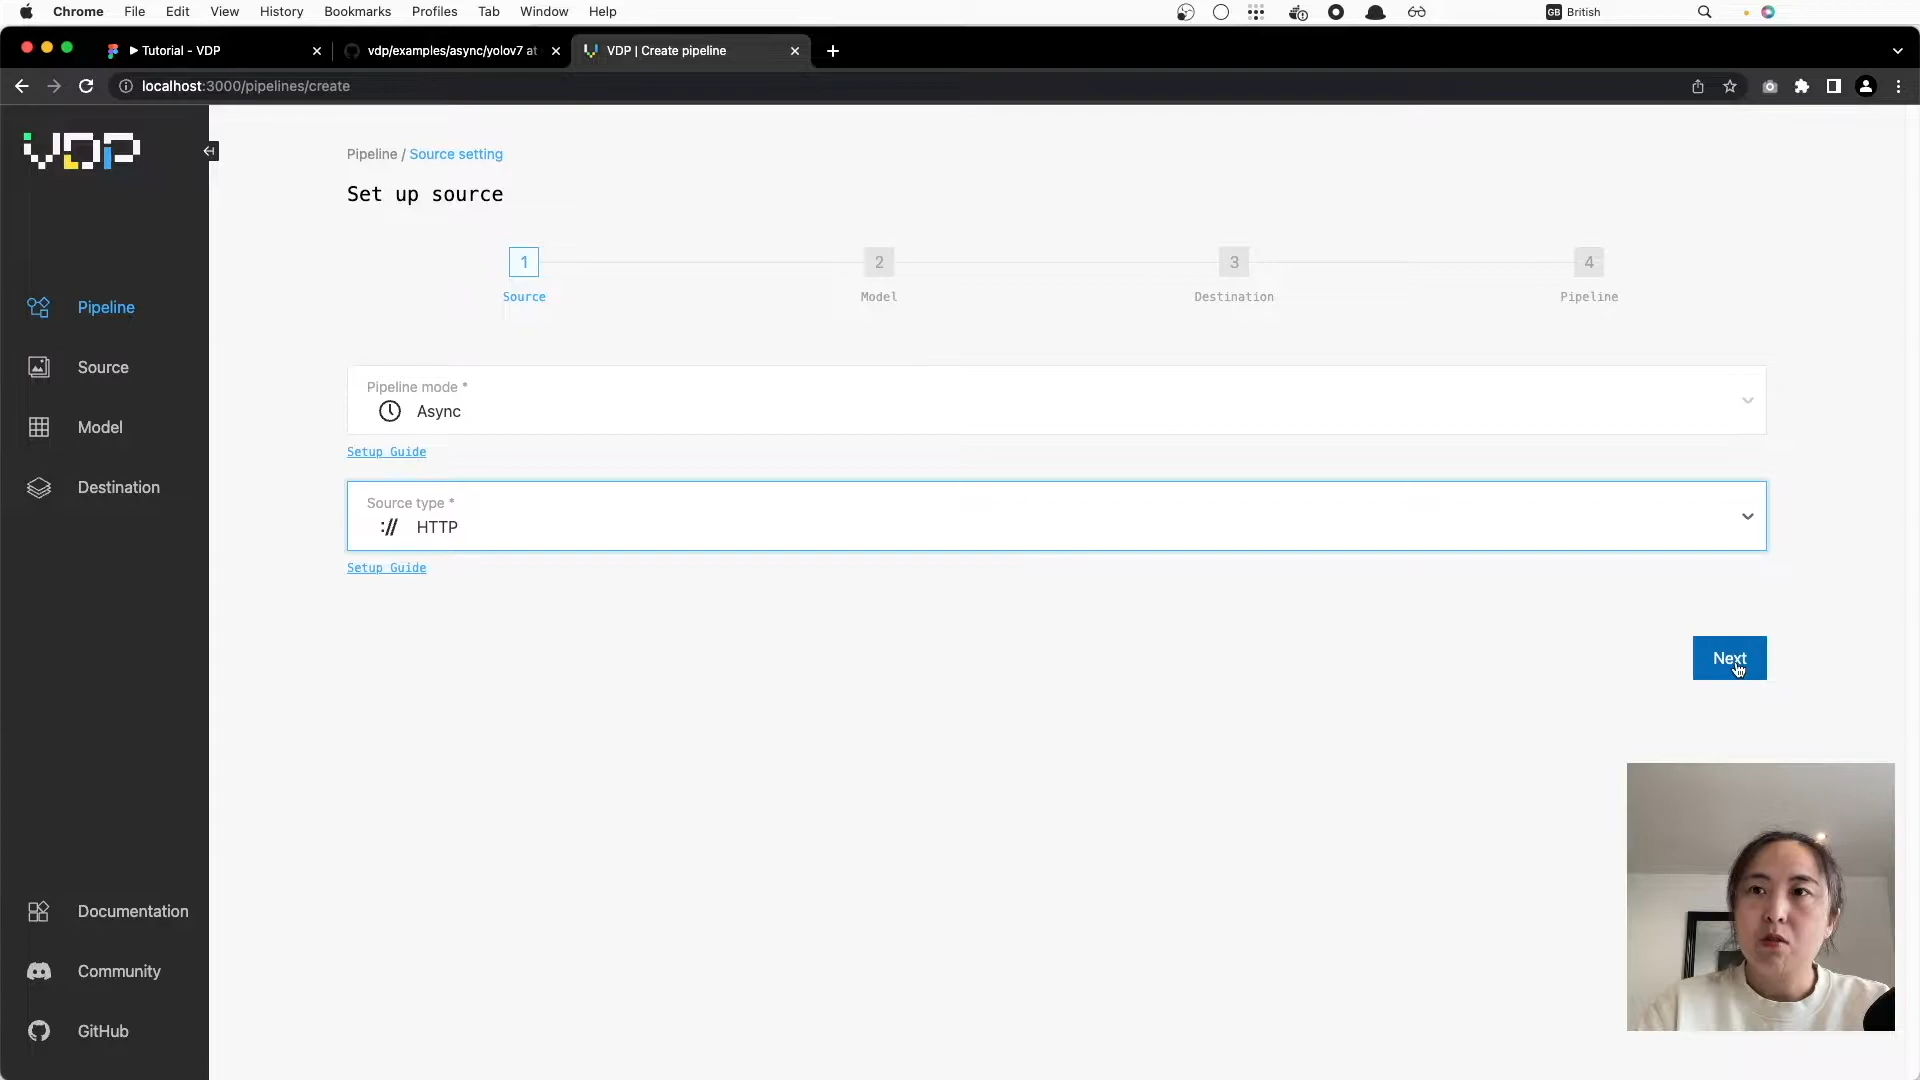 Chrome File Edit View History Bookmarks Profiles Tab Window Help GB British
Tutorial - VDP vdp/examples/async/yolov7 at VDP | Create pipeline
localhost:3000/pipelines/create
VDP
Pipeline / Source setting
Set up source
1 2 3 4
Source Model Destination Pipeline
Pipeline
Source
Model
Destination
Pipeline mode *
Async
Setup Guide
Source type *
:// HTTP
Setup Guide
Next
Documentation
Community
GitHub